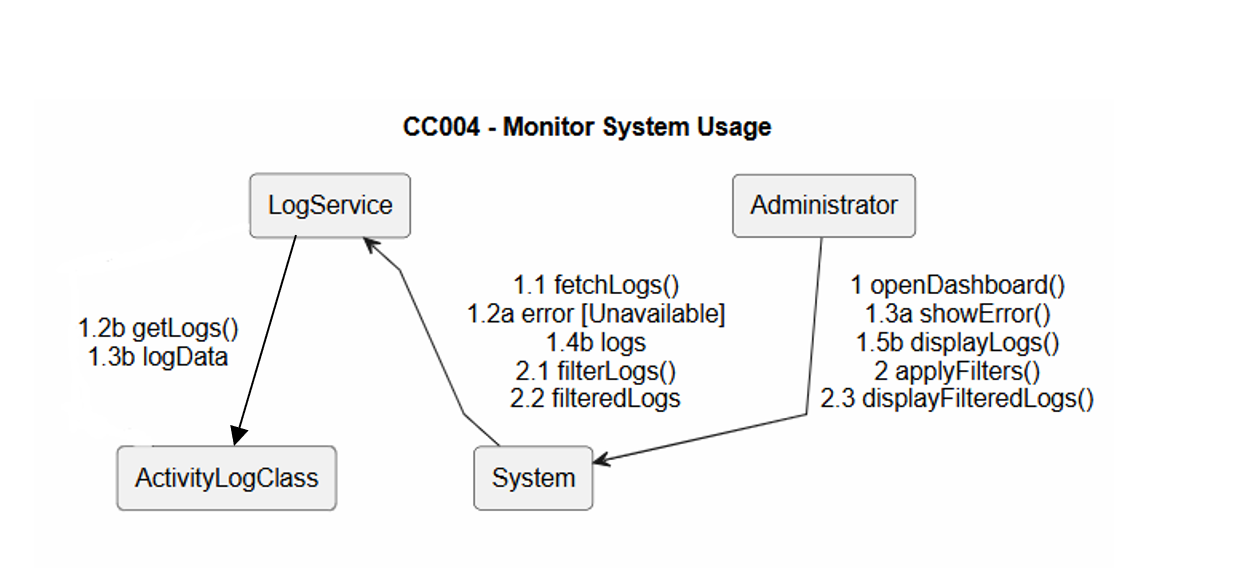 CC004 - Monitor System Usage
LogService
Administrator
1.1 fetchLogs()
1.2a error [Unavailable]
1.4b logs
2.1 filterLogs()
2.2 filteredLogs
1 openDashboard()
1.3a showError()
1.5b displayLogs()
2 applyFilters()
2.3 displayFilteredLogs()
1.2b getLogs()
1.3b logData
ActivityLogClass
System